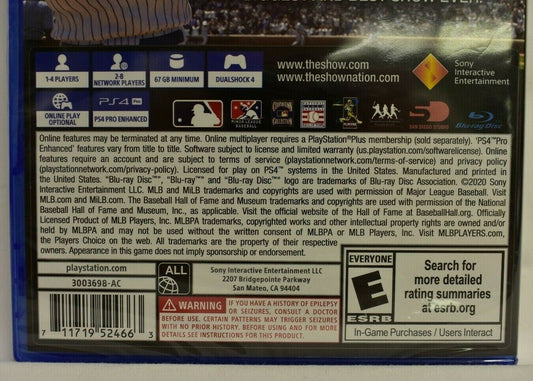 www.theshow.com
www.theshownation.com
Sony
Interactive
Entertainment
1-4 PLAYERS
2-8
NETWORK PLAYERS
67 GB MINIMUM
DUALSHOCK 4
ONLINE PLAY
OPTIONAL
PS4 PRO
PS4 PRO ENHANCED
SAN DIEGO STUDIO
Blu-ray Disc
Online features may be terminated at any time. Online multiplayer requires a PlayStation®Plus membership (sold separately). "PS4™Pro
Enhanced' features vary from title to title. Software subject to license and limited warranty (us.playstation.com/softwarelicense). Online
features require an account and are subject to terms of service (playstationnetwork.com/terms-of-service) and privacy policy
(playstationnetwork.com/privacy-policy). Licensed for play on PS4™ systems in the United States. Manufactured and printed in
the United States. "Blu-ray Disc™", "Blu-ray™" and "Blu-ray Disc™" logo are trademarks of Blu-ray Disc Association. ©2020 Sony
Interactive Entertainment LLC. MLB and MiLB trademarks and copyrights are used with permission of Major League Baseball. Visit
MLB.com and MiLB.com. The Baseball Hall of Fame and Museum trademarks and copyrights are used with permission of the National
Baseball Hall of Fame and Museum, Inc., as applicable. Visit the official website of the Hall of Fame at BaseballHall.org. Officially
Licensed Product of MLB Players, Inc. MLBPA trademarks, copyrighted works and other intellectual property rights are owned and/or
held by MLBPA and may not be used without the written consent of MLBPA or MLB Players, Inc. Visit MLBPLAYERS.com,
the Players Choice on the web. All trademarks are the property of their respective
owners. Appearance in this game does not imply sponsorship or endorsement.
playstation.com
3003698-AC
7 11719 52466 3
ALL
Sony Interactive Entertainment LLC
2207 Bridgepointe Parkway
San Mateo, CA 94404
WARNING
IF YOU HAVE A HISTORY OF EPILEPSY
OR SEIZURES, CONSULT A DOCTOR
BEFORE USE. CERTAIN PATTERNS MAY TRIGGER SEIZURES
WITH NO PRIOR HISTORY. BEFORE USING AND FOR MORE
DETAILS SEE INSTRUCTIONS FOR THIS PRODUCT.
EVERYONE
E
ESRB
Search for
more detailed
rating summaries
at esrb.org
In-Game Purchases / Users Interact